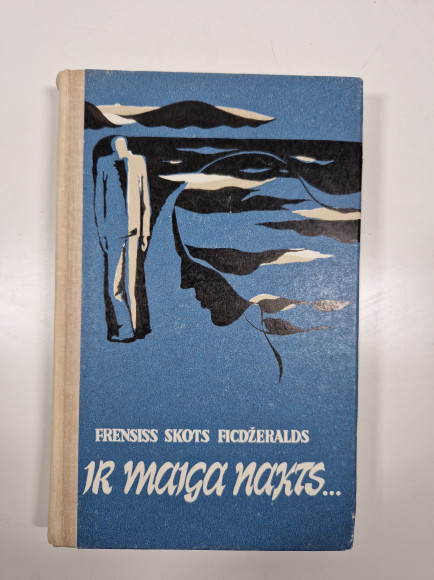 FRENSISS SKOTS FICDŽERALDS
IR MAIGA NAKTS...